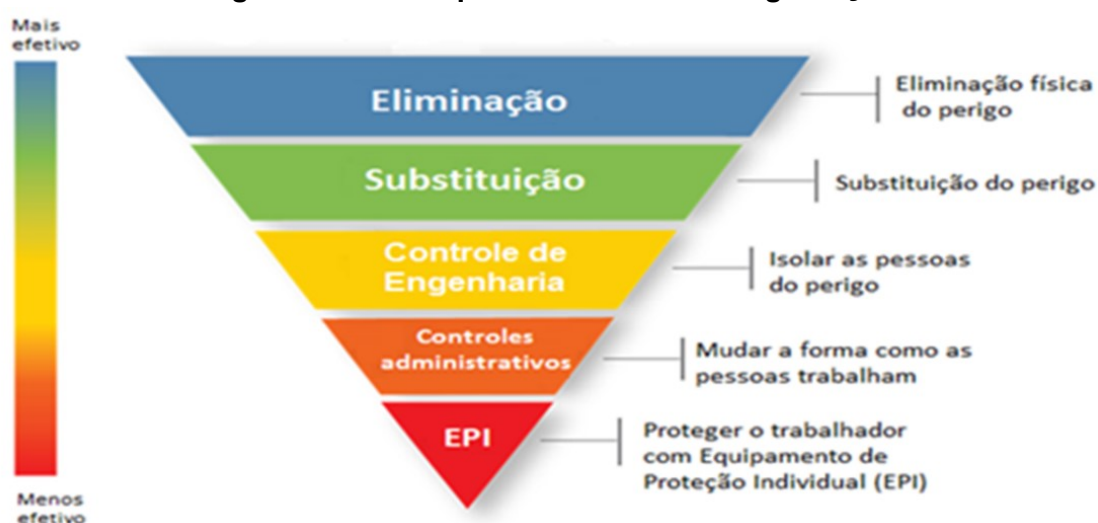 Mais
efetivo
Eliminação
Eliminação física
do perigo
Substituição
Substituição do perigo
Controle de
Engenharia
Isolar as pessoas
do perigo
Controles
administrativos
Mudar a forma como as
pessoas trabalham
EPI
Proteger o trabalhador
com Equipamento de
Proteção Individual (EPI)
Menos
efetivo